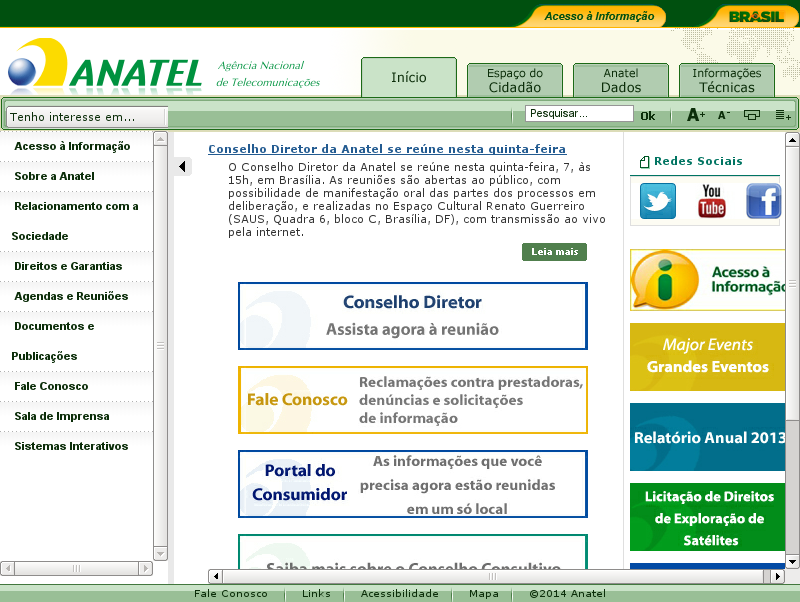 Acesso à Informação
BRASIL
ANATEL
Agência Nacional
de Telecomunicações
Início
Espaço do
Cidadão
Anatel
Dados
Informações
Técnicas
Tenho interesse em...
Pesquisar...
Ok
A+
A-
Acesso à Informação
Sobre a Anatel
Relacionamento com a
Sociedade
Direitos e Garantias
Agendas e Reuniões
Documentos e
Publicações
Fale Conosco
Sala de Imprensa
Sistemas Interativos
Conselho Diretor da Anatel se reúne nesta quinta-feira
O Conselho Diretor da Anatel se reúne nesta quinta-feira, 7, às
15h, em Brasília. As reuniões são abertas ao público, com
possibilidade de manifestação oral das partes dos processos em
deliberação, e realizadas no Espaço Cultural Renato Guerreiro
(SAUS, Quadra 6, bloco C, Brasília, DF), com transmissão ao vivo
pela internet.
Leia mais
Conselho Diretor
Assista agora à reunião
Fale Conosco
Reclamações contra prestadoras,
denúncias e solicitações
de informação
Portal do
Consumidor
As informações que você
precisa agora estão reunidas
em um só local
Saiba mais sobre o Conselho Consultivo
Redes Sociais
You
Tube
f
i
Acesso à
Informação
Major Events
Grandes Eventos
Relatório Anual 2013
Licitação de Direitos
de Exploração de
Satélites
Fale Conosco
Links
Acessibilidade
Mapa
©2014 Anatel